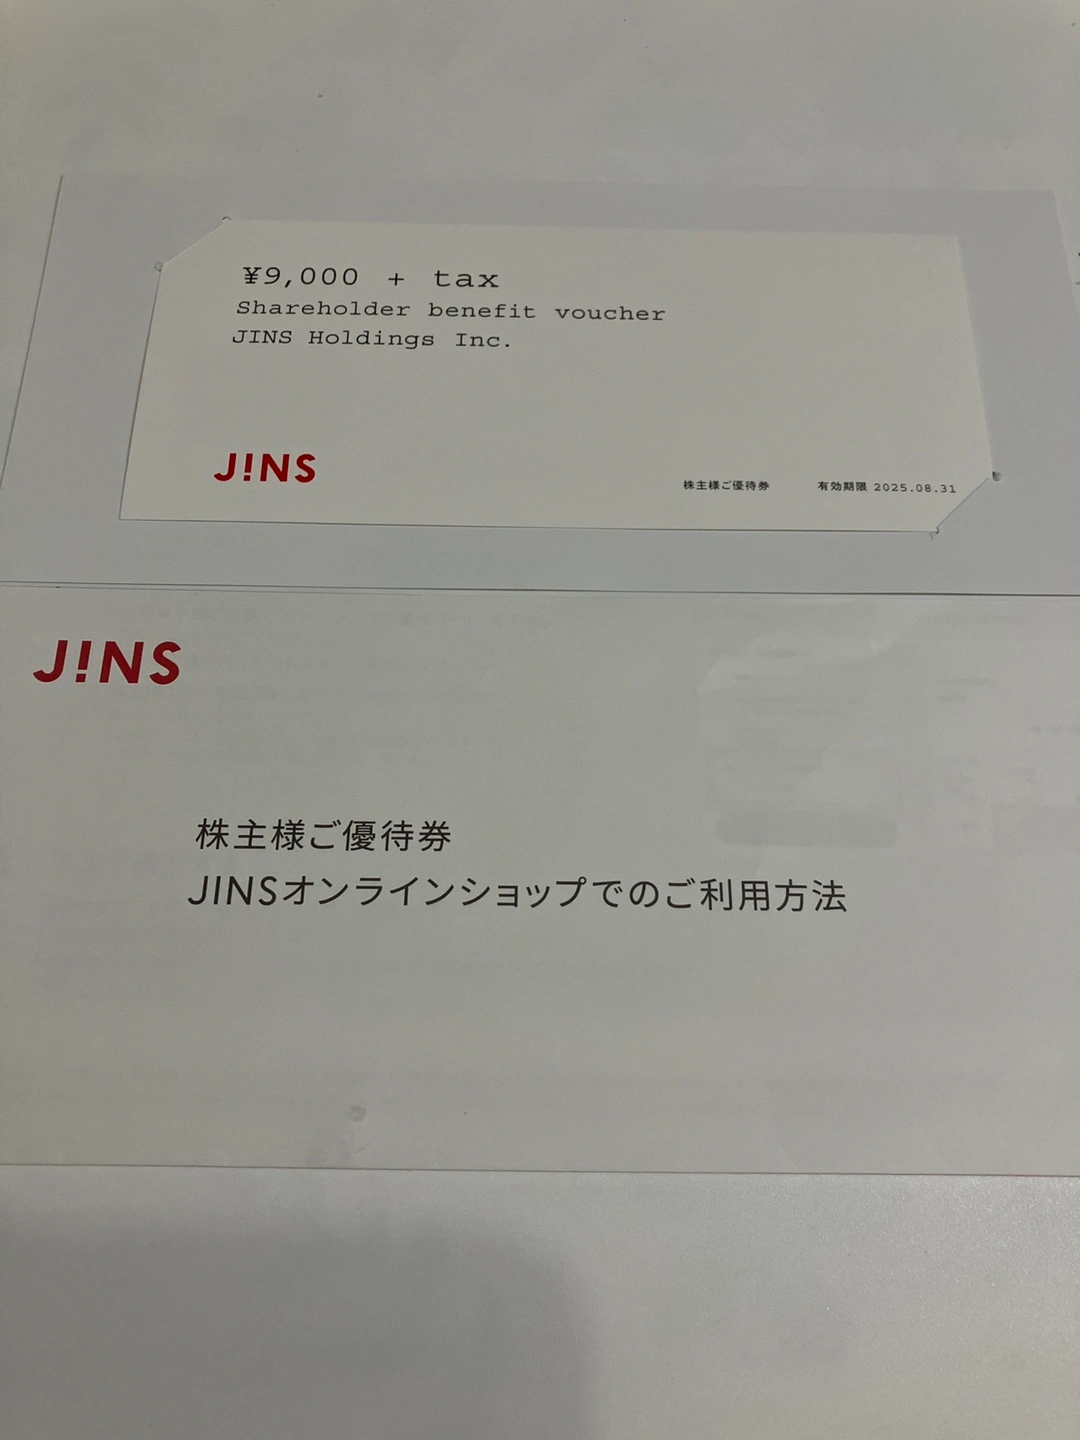 ¥9,000 + tax
Shareholder benefit voucher
JINS Holdings Inc.
J!NS
株主様ご優待券 有効期限 2025.08.31
J!NS
株主様ご優待券
JINSオンラインショップでのご利用方法